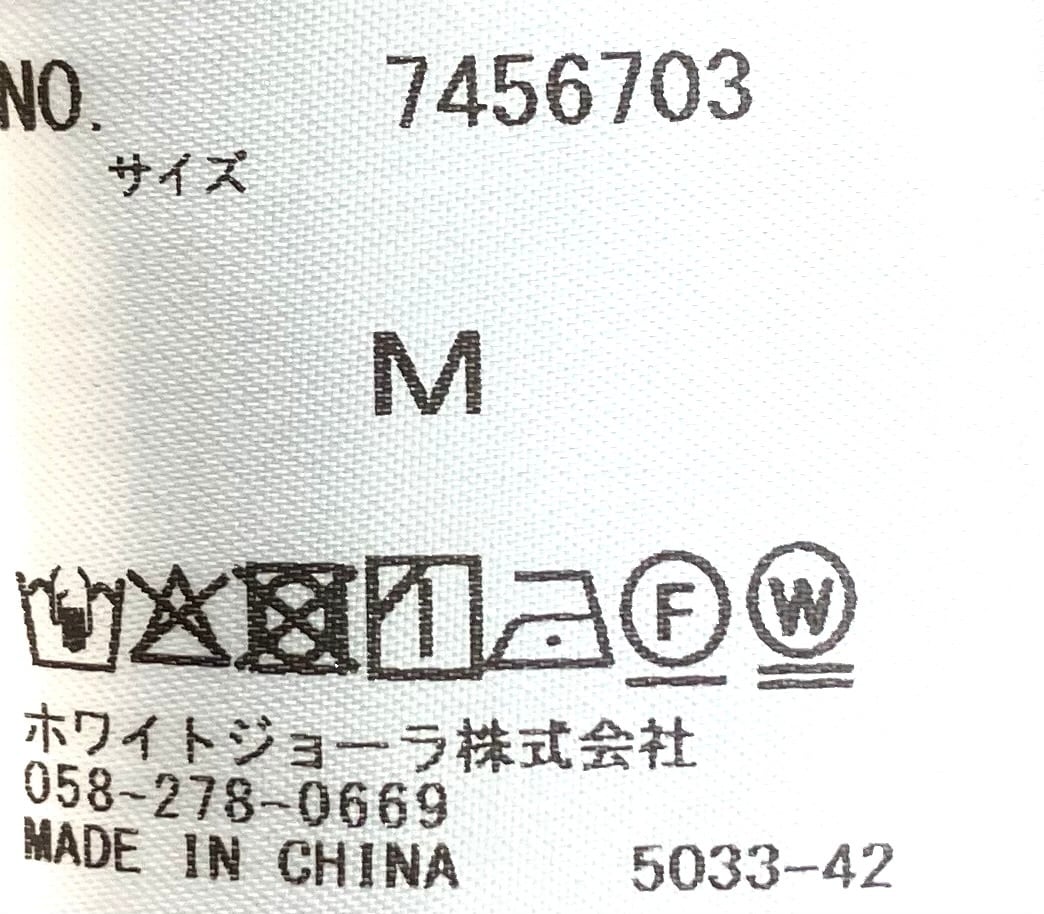 NO. 7456703
サイズ
M
F W
ホワイトジョーラ株式会社
058-278-0669
MADE IN CHINA 5033-42